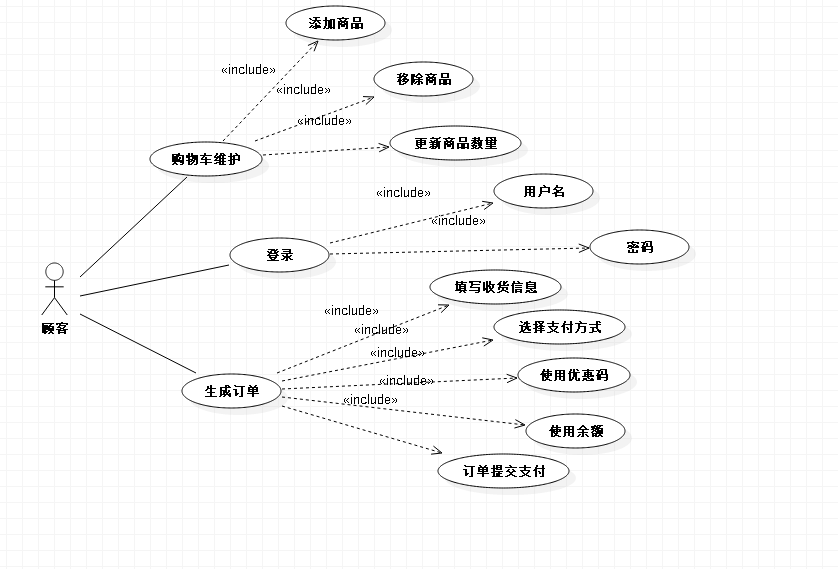 添加商品
«include»
移除商品
«include»
«include»
更新商品数量
购物车维护
«include»
用户名
«include»
密码
登录
填写收货信息
顾客
«include»
«include»
选择支付方式
«include»
使用优惠码
«include»
生成订单
«include»
使用余额
订单提交支付